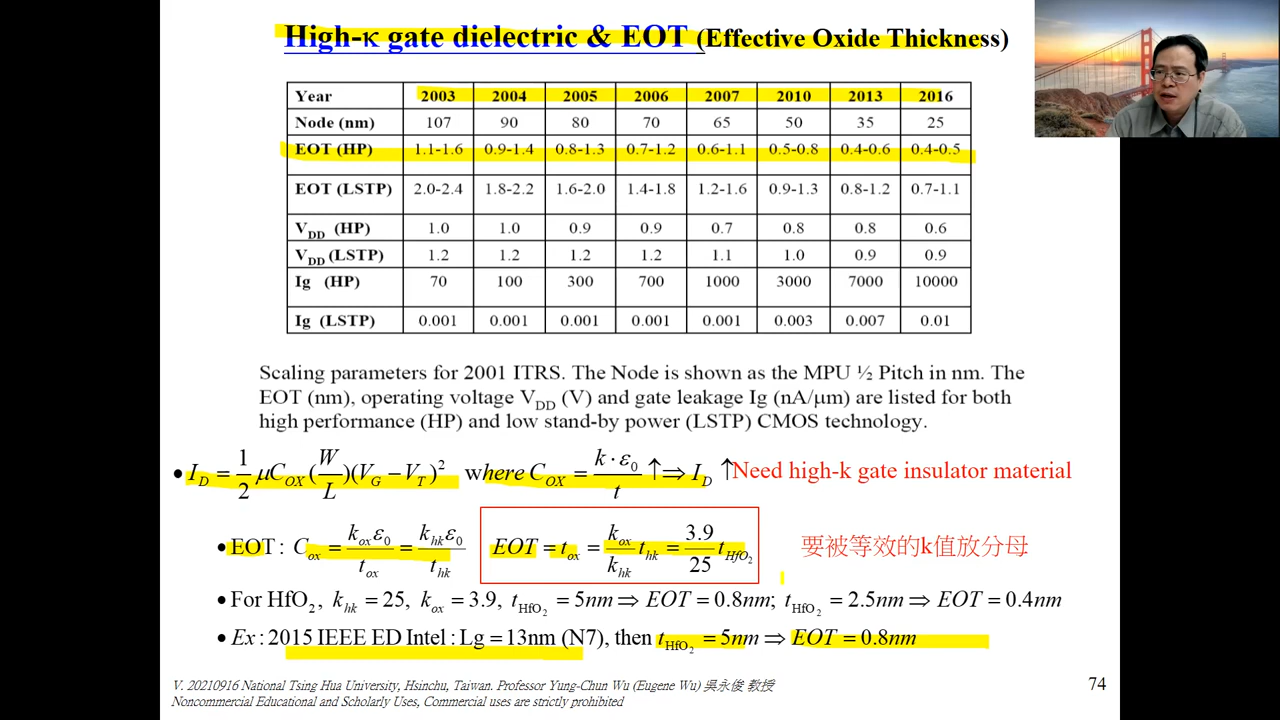 High-κ gate dielectric & EOT (Effective Oxide Thickness)
Year 2003 2004 2005 2006 2007 2010 2013 2016
Node (nm) 107 90 80 70 65 50 35 25
EOT (HP) 1.1-1.6 0.9-1.4 0.8-1.3 0.7-1.2 0.6-1.1 0.5-0.8 0.4-0.6 0.4-0.5
EOT (LSTP) 2.0-2.4 1.8-2.2 1.6-2.0 1.4-1.8 1.2-1.6 0.9-1.3 0.8-1.2 0.7-1.1
V_DD (HP) 1.0 1.0 0.9 0.9 0.7 0.8 0.8 0.6
V_DD (LSTP) 1.2 1.2 1.2 1.2 1.1 1.0 0.9 0.9
Ig (HP) 70 100 300 700 1000 3000 7000 10000
Ig (LSTP) 0.001 0.001 0.001 0.001 0.001 0.003 0.007 0.01
Scaling parameters for 2001 ITRS. The Node is shown as the MPU ½ Pitch in nm. The
EOT (nm), operating voltage V_DD (V) and gate leakage Ig (nA/μm) are listed for both
high performance (HP) and low stand-by power (LSTP) CMOS technology.
• I_D = 1/2 μC_OX (W/L)(V_G − V_T)² where C_OX = k·ε_0/t ↑⇒ I_D ↑Need high-k gate insulator material
• EOT : C_ox = k_ox ε_0/t_ox = k_hk ε_0/t_hk EOT = t_ox = k_ox/k_hk t_hk = 3.9/25 t_HfO₂ 要被等效的k值放分母
• For HfO₂, k_hk = 25, k_ox = 3.9, t_HfO₂ = 5nm ⇒ EOT = 0.8nm; t_HfO₂ = 2.5nm ⇒ EOT = 0.4nm
• Ex : 2015 IEEE ED Intel : Lg = 13nm (N7), then t_HfO₂ = 5nm ⇒ EOT = 0.8nm
V. 20210916 National Tsing Hua University, Hsinchu, Taiwan. Professor Yung-Chun Wu (Eugene Wu) 吳永俊 教授
Noncommercial Educational and Scholarly Uses, Commercial uses are strictly prohibited
74